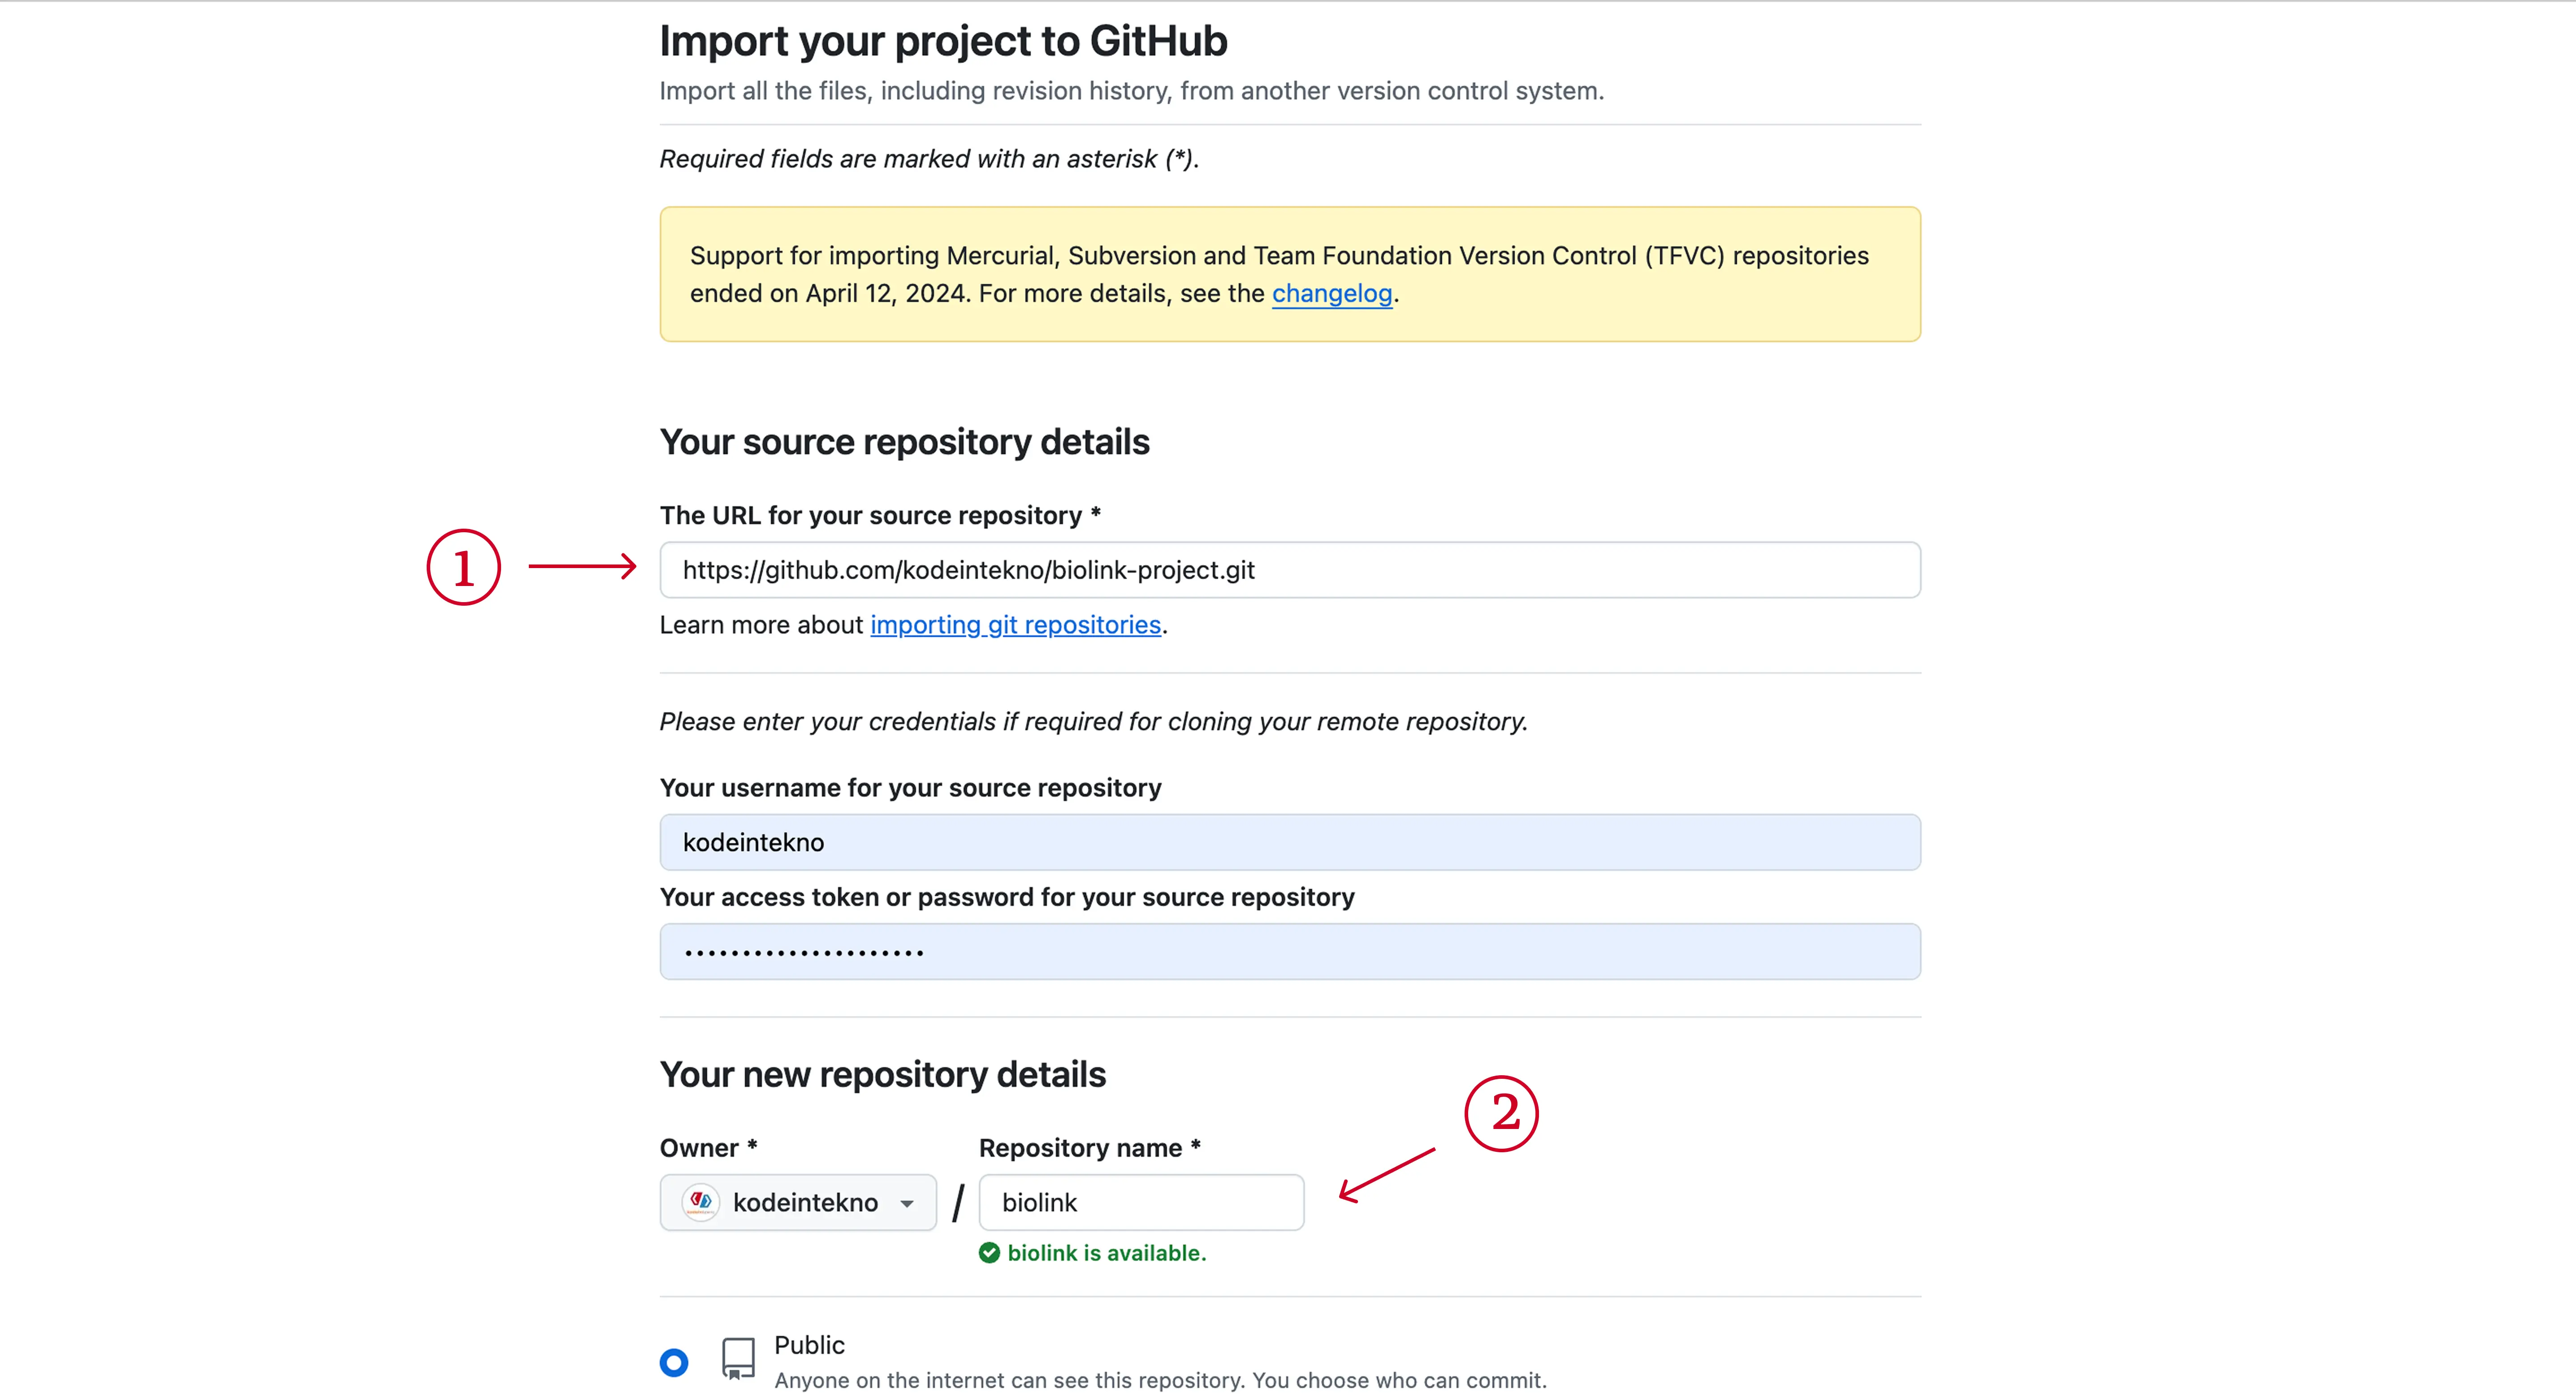 Import your project to GitHub
Import all the files, including revision history, from another version control system.
Required fields are marked with an asterisk (*).
Support for importing Mercurial, Subversion and Team Foundation Version Control (TFVC) repositories
ended on April 12, 2024. For more details, see the changelog.
Your source repository details
The URL for your source repository *
1
https://github.com/kodeintekno/biolink-project.git
Learn more about importing git repositories.
Please enter your credentials if required for cloning your remote repository.
Your username for your source repository
kodeintekno
Your access token or password for your source repository
•••••••••••••••••••••
Your new repository details
2
Owner * Repository name *
kodeintekno / biolink
biolink is available.
Public
Anyone on the internet can see this repository. You choose who can commit.